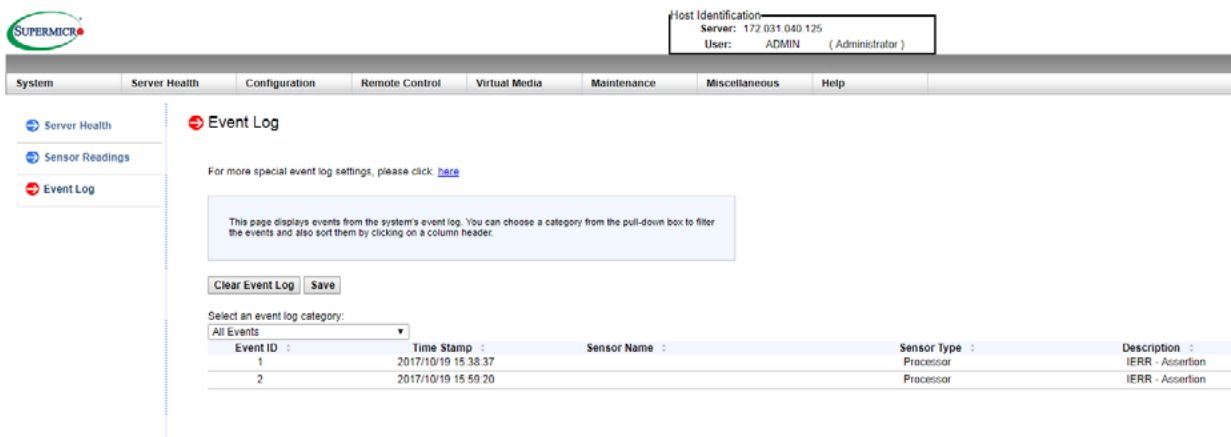 SUPERMICRO
Host Identification
Server: 172.031.040.125
User: ADMIN ( Administrator )
System Server Health Configuration Remote Control Virtual Media Maintenance Miscellaneous Help
Server Health
Sensor Readings
Event Log
Event Log
For more special event log settings, please click. here
This page displays events from the system's event log. You can choose a category from the pull-down box to filter
the events and also sort them by clicking on a column header.
Clear Event Log Save
Select an event log category:
All Events
Event ID Time Stamp Sensor Name Sensor Type Description
1 2017/10/19 15:38:37 Processor IERR - Assertion
2 2017/10/19 15:59:20 Processor IERR - Assertion